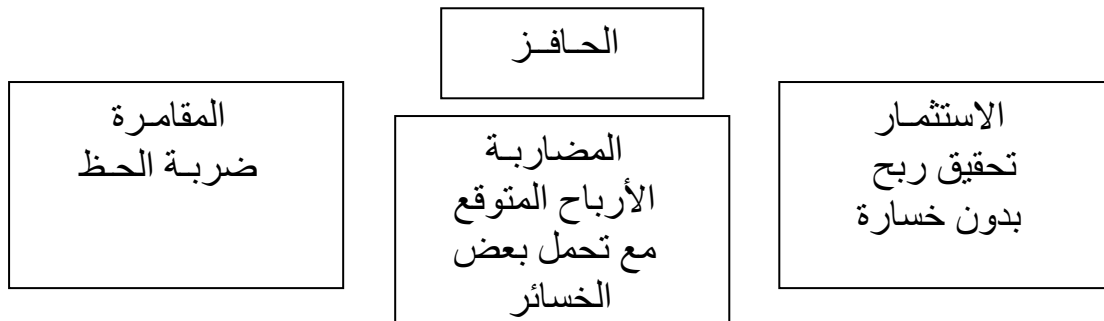 الحافز
الاستثمار
تحقيق ربح
بدون خسارة
المضاربة
الأرباح المتوقع
مع تحمل بعض
الخسائر
المقامرة
ضربة الحظ